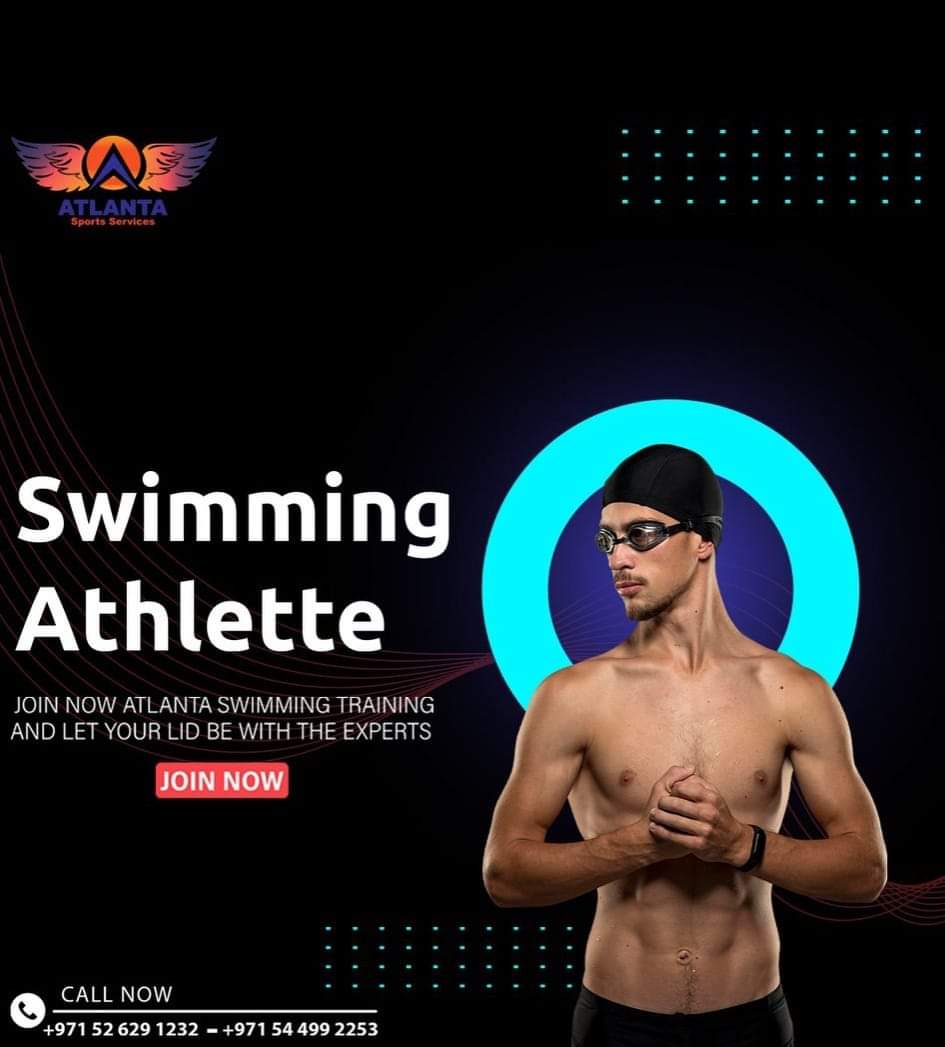 ATLANTA
Sports Services
Swimming
Athlette
JOIN NOW ATLANTA SWIMMING TRAINING
AND LET YOUR LID BE WITH THE EXPERTS
JOIN NOW
CALL NOW
+971 52 629 1232 – +971 54 499 2253